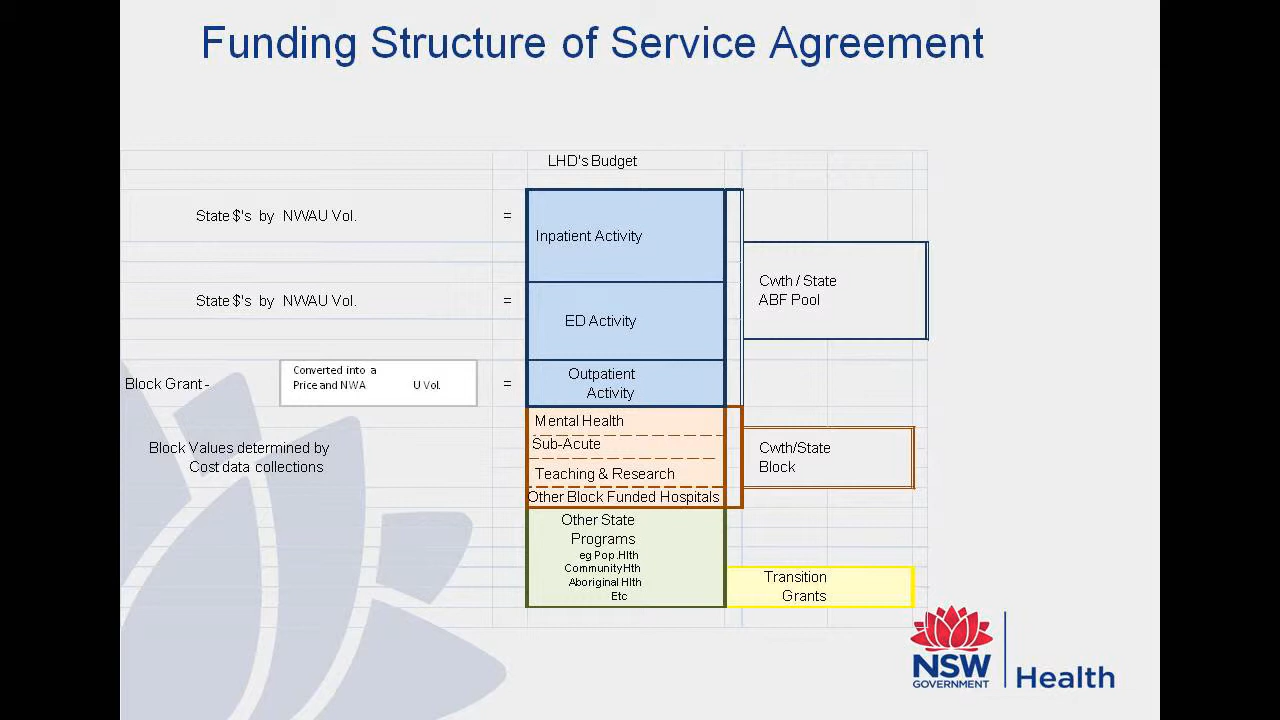 Funding Structure of Service Agreement
LHD's Budget
State $'s by NWAU Vol.
=
Inpatient Activity
State $'s by NWAU Vol.
=
ED Activity
Cwth / State
ABF Pool
Block Grant -
Converted into a
Price and NWA U Vol.
=
Outpatient
Activity
Block Values determined by
Cost data collections
Mental Health
Sub-Acute
Teaching & Research
Other Block Funded Hospitals
Cwth/State
Block
Other State
Programs
eg Pop.Hlth
CommunityHth
Aboriginal Hlth
Etc
Transition
Grants
NSW
GOVERNMENT
Health